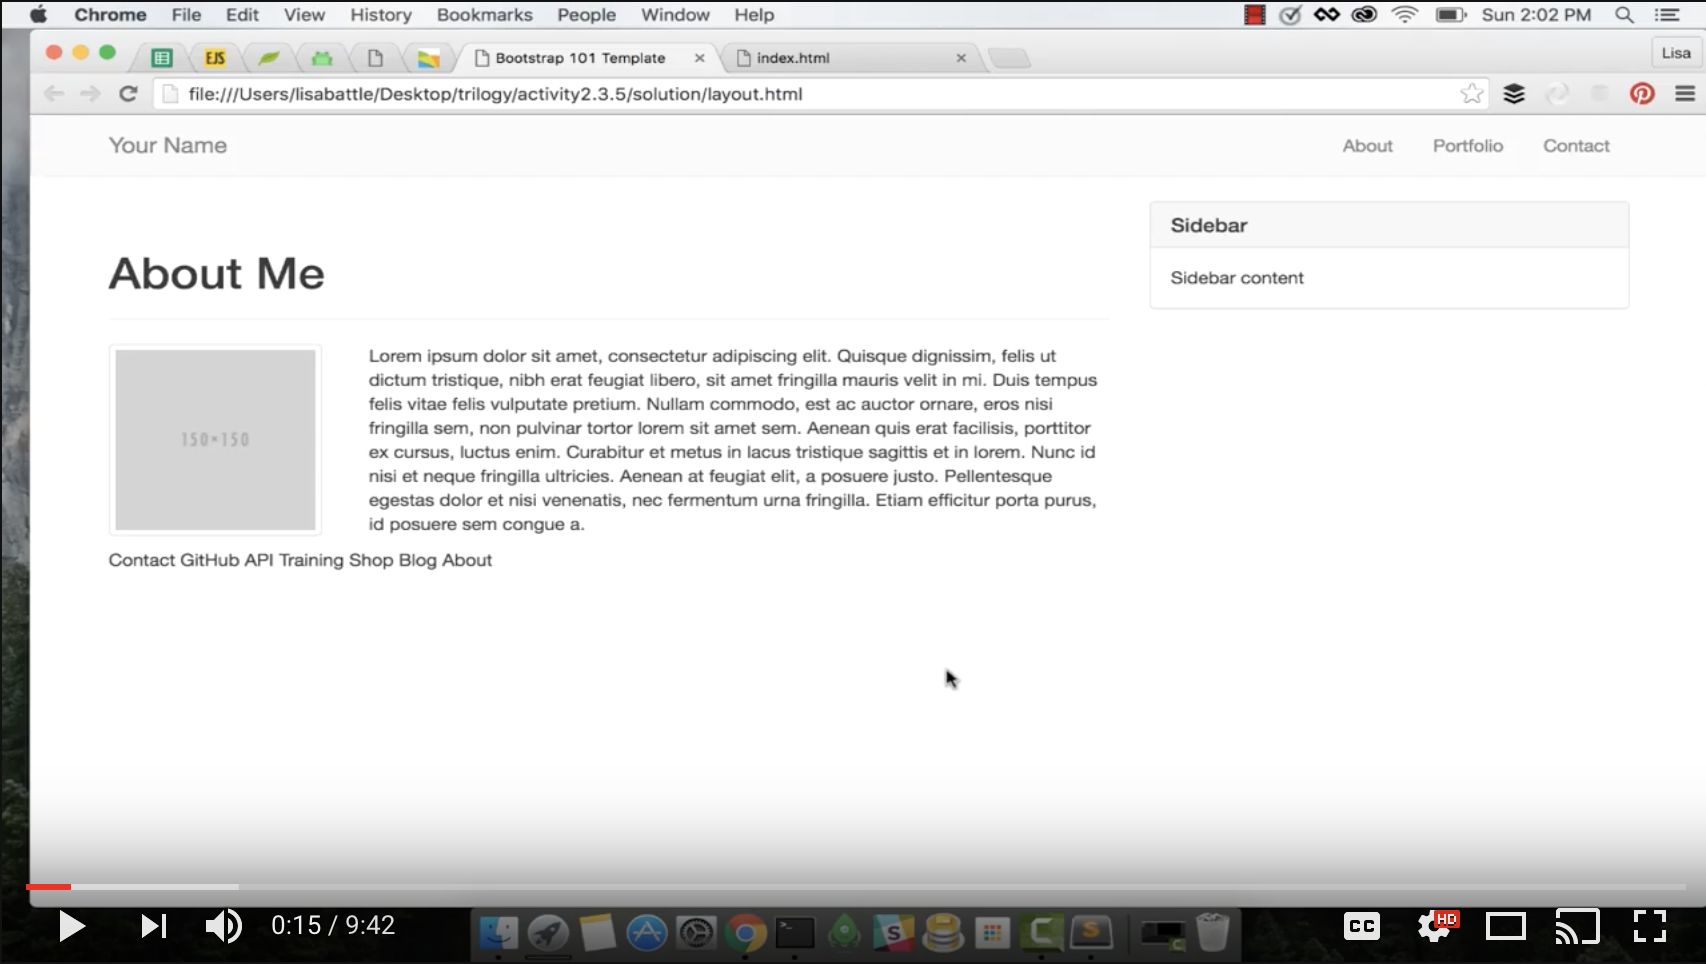 Chrome File Edit View History Bookmarks People Window Help Sun 2:02 PM
EJS Bootstrap 101 Template index.html Lisa
file:///Users/lisabattle/Desktop/trilogy/activity2.3.5/solution/layout.html
Your Name About Portfolio Contact
Sidebar
Sidebar content
About Me
150×150
Lorem ipsum dolor sit amet, consectetur adipiscing elit. Quisque dignissim, felis ut
dictum tristique, nibh erat feugiat libero, sit amet fringilla mauris velit in mi. Duis tempus
felis vitae felis vulputate pretium. Nullam commodo, est ac auctor ornare, eros nisi
fringilla sem, non pulvinar tortor lorem sit amet sem. Aenean quis erat facilisis, porttitor
ex cursus, luctus enim. Curabitur et metus in lacus tristique sagittis et in lorem. Nunc id
nisi et neque fringilla ultricies. Aenean at feugiat elit, a posuere justo. Pellentesque
egestas dolor et nisi venenatis, nec fermentum urna fringilla. Etiam efficitur porta purus,
id posuere sem congue a.
Contact GitHub API Training Shop Blog About
0:15 / 9:42 CC HD